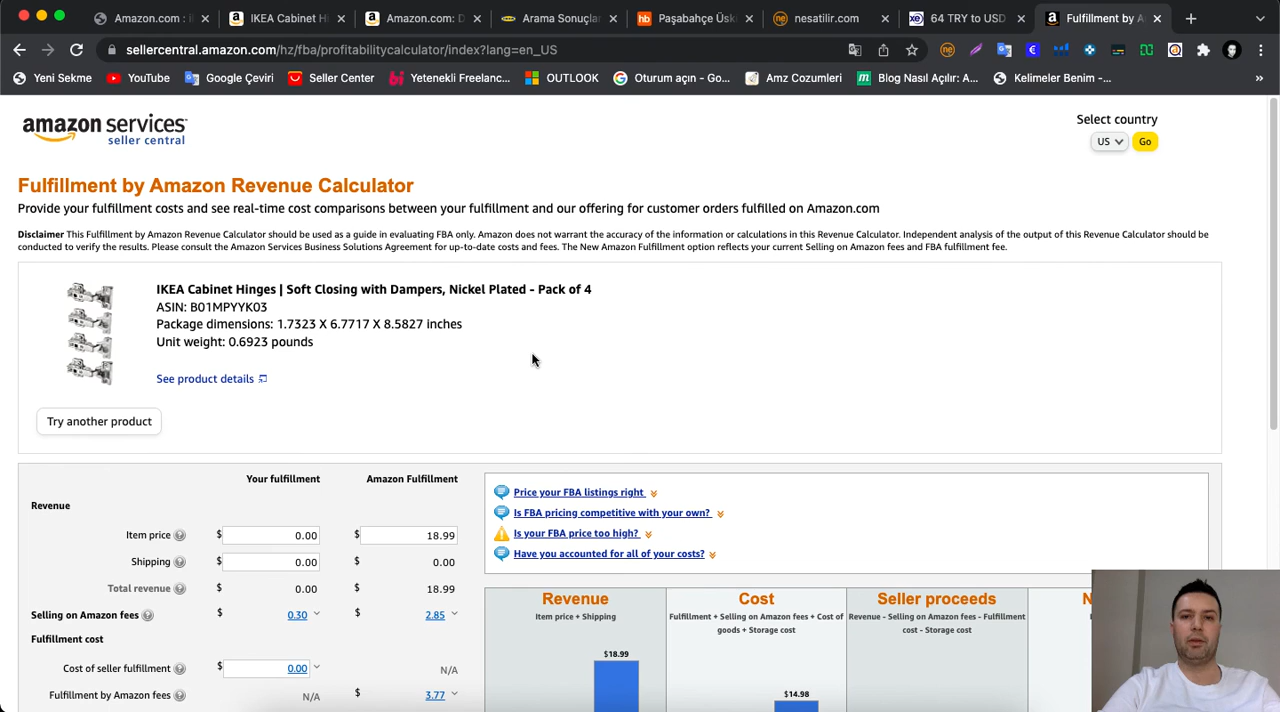 Amazon.com : i
IKEA Cabinet H
Amazon.com: D
Arama Sonuçlar
Paşabahçe Üsk
nesatilir.com
64 TRY to USD
Fulfillment by A
sellercentral.amazon.com/hz/fba/profitabilitycalculator/index?lang=en_US
Yeni Sekme
YouTube
Google Çeviri
Seller Center
Yetenekli Freelanc...
OUTLOOK
Oturum açın - Go...
Amz Cozumleri
Blog Nasıl Açılır: A...
Kelimeler Benim -...
»
amazon services
seller central
Select country
US
Go
Fulfillment by Amazon Revenue Calculator
Provide your fulfillment costs and see real-time cost comparisons between your fulfillment and our offering for customer orders fulfilled on Amazon.com
Disclaimer This Fulfillment by Amazon Revenue Calculator should be used as a guide in evaluating FBA only. Amazon does not warrant the accuracy of the information or calculations in this Revenue Calculator. Independent analysis of the output of this Revenue Calculator should be
conducted to verify the results. Please consult the Amazon Services Business Solutions Agreement for up-to-date costs and fees. The New Amazon Fulfillment option reflects your current Selling on Amazon fees and FBA fulfillment fee.
IKEA Cabinet Hinges | Soft Closing with Dampers, Nickel Plated - Pack of 4
ASIN: B01MPYYK03
Package dimensions: 1.7323 X 6.7717 X 8.5827 inches
Unit weight: 0.6923 pounds
See product details
Try another product
Your fulfillment Amazon Fulfillment
Revenue
Item price ? $ 0.00 $ 18.99
Shipping ? $ 0.00 $ 0.00
Total revenue ? 0.00 18.99
Selling on Amazon fees ? $ 0.30 $ 2.85
Fulfillment cost
Cost of seller fulfillment ? $ 0.00 N/A
Fulfillment by Amazon fees ? N/A $ 3.77
Price your FBA listings right
Is FBA pricing competitive with your own?
Is your FBA price too high?
Have you accounted for all of your costs?
Revenue
Item price + Shipping
$18.99
Cost
Fulfillment + Selling on Amazon fees + Cost of
goods + Storage cost
$14.98
Seller proceeds
Revenue - Selling on Amazon fees - Fulfillment
cost - Storage cost
N